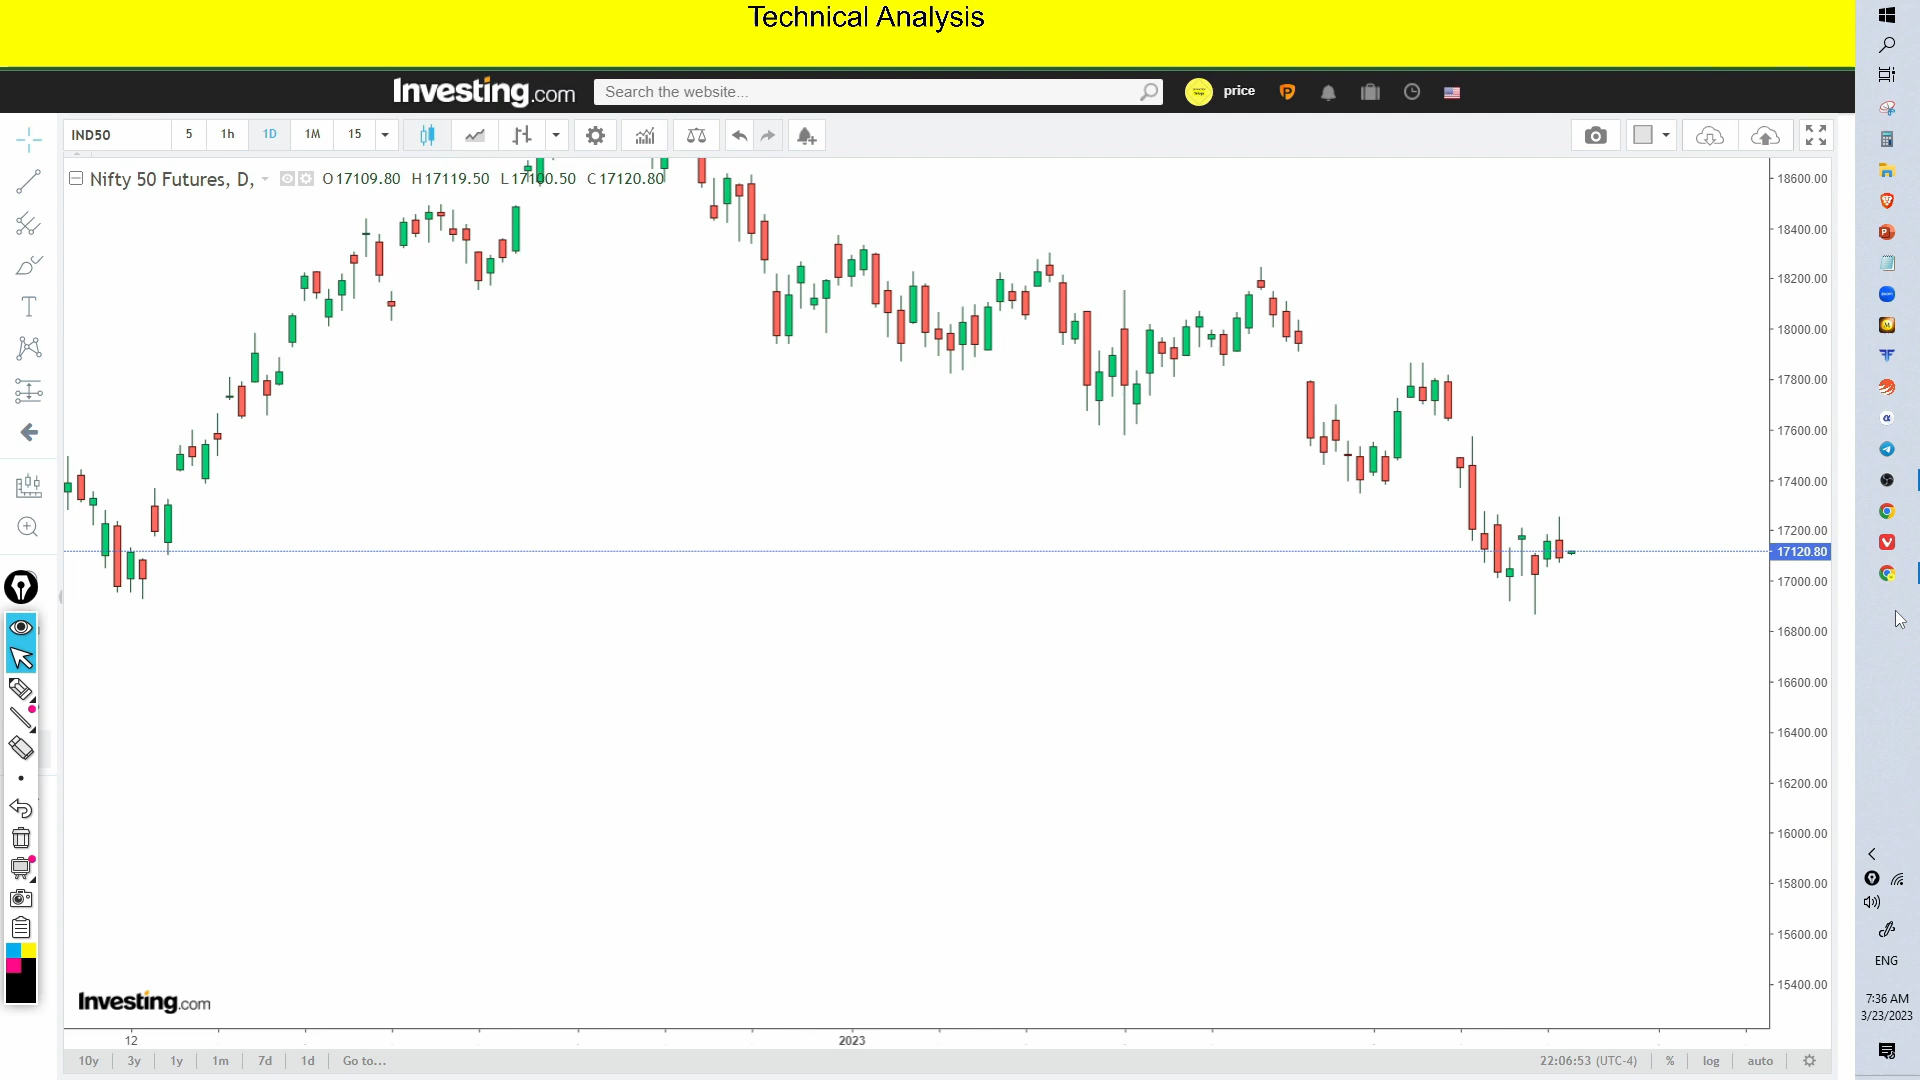 Technical Analysis
Investing.com
Search the website...
price
IND50
5
1h
1D
1M
15
Nifty 50 Futures, D,
O 17109.80 H 17119.50 L 17100.50 C 17120.80
18600.00
18400.00
18200.00
18000.00
17800.00
17600.00
17400.00
17200.00
17120.80
17000.00
16800.00
16600.00
16400.00
16200.00
16000.00
15800.00
15600.00
15400.00
Investing.com
12
2023
10y
3y
1y
1m
7d
1d
Go to...
22:06:53 (UTC-4)
%
log
auto
ENG
7:36 AM
3/23/2023